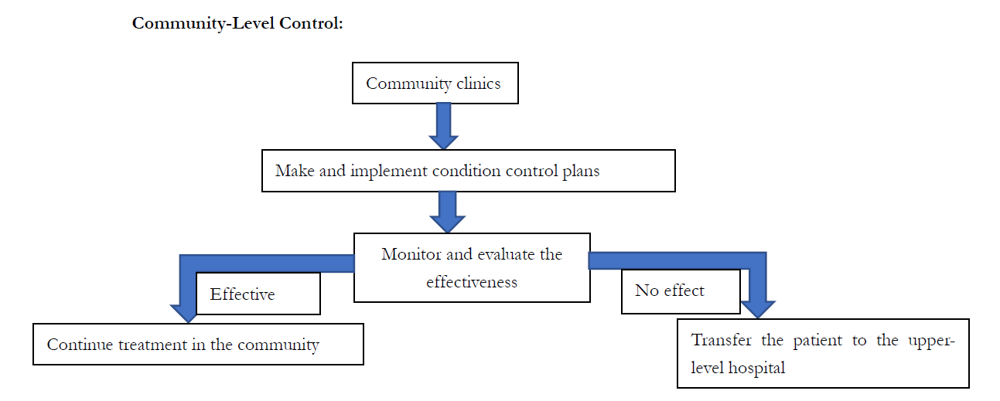 Community-Level Control:
Community clinics
Make and implement condition control plans
Monitor and evaluate the
effectiveness
Effective
No effect
Continue treatment in the community
Transfer the patient to the upper-
level hospital